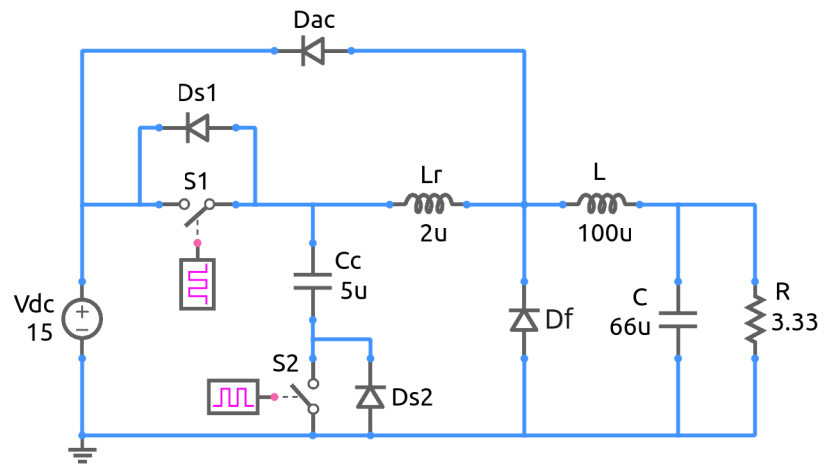 Dac
Ds1
S1
Lr
2u
L
100u
Cc
5u
Vdc
15
S2
Ds2
Df
C
66u
R
3.33